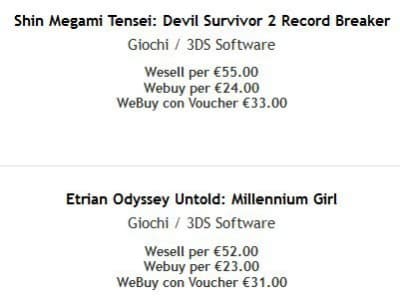 Shin Megami Tensei: Devil Survivor 2 Record Breaker
Giochi / 3DS Software
Wesell per €55.00
Webuy per €24.00
WeBuy con Voucher €33.00
Etrian Odyssey Untold: Millennium Girl
Giochi / 3DS Software
Wesell per €52.00
Webuy per €23.00
WeBuy con Voucher €31.00